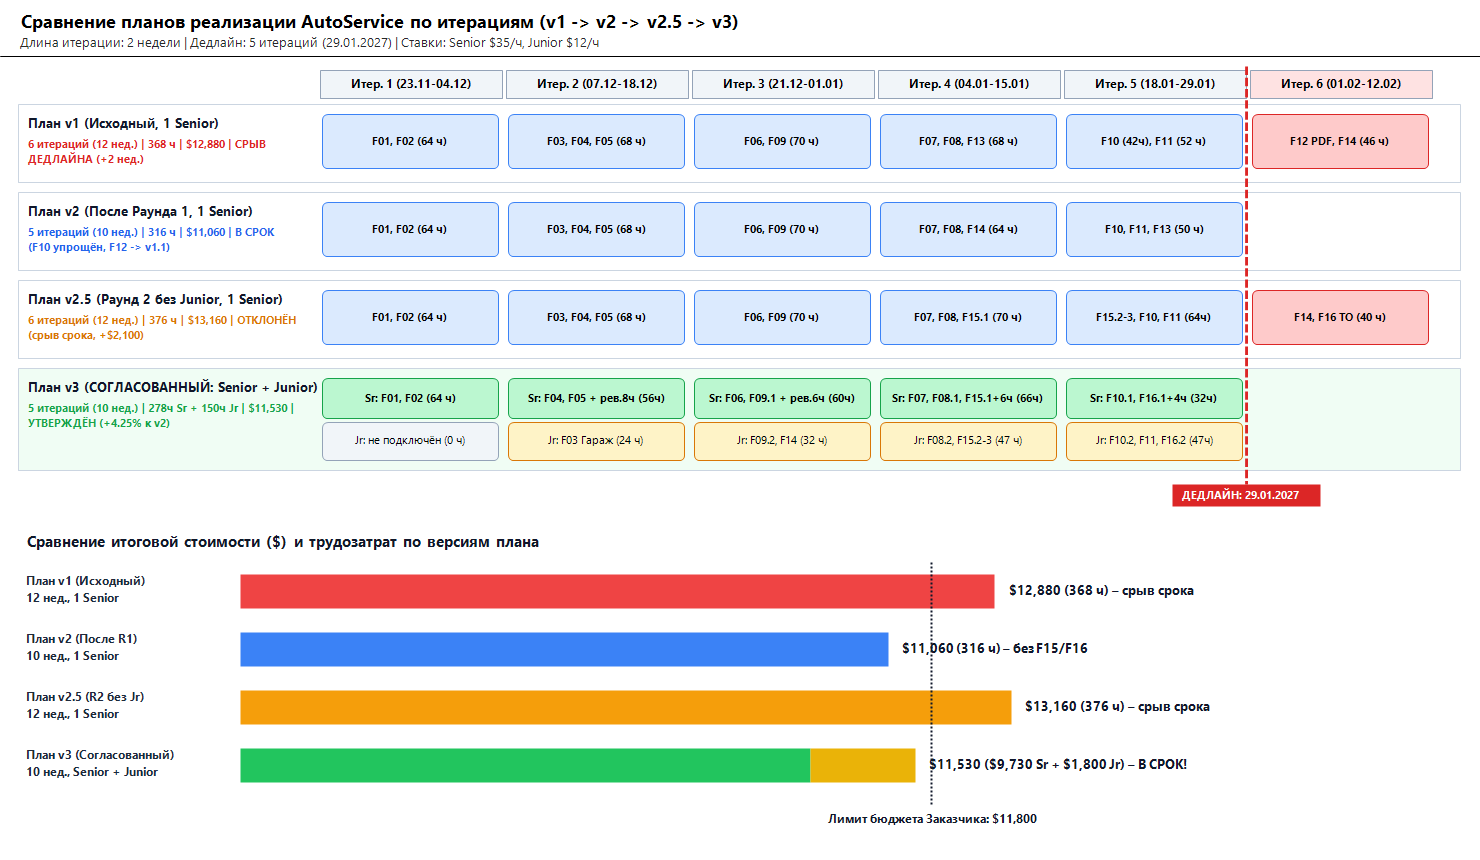 Сравнение планов реализации AutoService по итерациям (v1 -> v2 -> v2.5 -> v3)
Длина итерации: 2 недели | Дедлайн: 5 итераций (29.01.2027) | Ставки: Senior $35/ч, Junior $12/ч
Итер. 1 (23.11-04.12)
Итер. 2 (07.12-18.12)
Итер. 3 (21.12-01.01)
Итер. 4 (04.01-15.01)
Итер. 5 (18.01-29.01)
Итер. 6 (01.02-12.02)
План v1 (Исходный, 1 Senior)
6 итераций (12 нед.) | 368 ч | $12,880 | СРЫВ
ДЕДЛАЙНА (+2 нед.)
F01, F02 (64 ч)
F03, F04, F05 (68 ч)
F06, F09 (70 ч)
F07, F08, F13 (68 ч)
F10 (42ч), F11 (52 ч)
F12 PDF, F14 (46 ч)
План v2 (После Раунда 1, 1 Senior)
5 итераций (10 нед.) | 316 ч | $11,060 | В СРОК
(F10 упрощён, F12 -> v1.1)
F01, F02 (64 ч)
F03, F04, F05 (68 ч)
F06, F09 (70 ч)
F07, F08, F14 (64 ч)
F10, F11, F13 (50 ч)
План v2.5 (Раунд 2 без Junior, 1 Senior)
6 итераций (12 нед.) | 376 ч | $13,160 | ОТКЛОНЁН
(срыв срока, +$2,100)
F01, F02 (64 ч)
F03, F04, F05 (68 ч)
F06, F09 (70 ч)
F07, F08, F15.1 (70 ч)
F15.2-3, F10, F11 (64ч)
F14, F16 ТО (40 ч)
План v3 (СОГЛАСОВАННЫЙ: Senior + Junior)
5 итераций (10 нед.) | 278ч Sr + 150ч Jr | $11,530 |
УТВЕРЖДЁН (+4.25% к v2)
Sr: F01, F02 (64 ч)
Sr: F04, F05 + рев.8ч (56ч)
Sr: F06, F09.1 + рев.6ч (60ч)
Sr: F07, F08.1, F15.1+6ч (66ч)
Sr: F10.1, F16.1+4ч (32ч)
Jr: не подключён (0 ч)
Jr: F03 Гараж (24 ч)
Jr: F09.2, F14 (32 ч)
Jr: F08.2, F15.2-3 (47 ч)
Jr: F10.2, F11, F16.2 (47ч)
ДЕДЛАЙН: 29.01.2027
Сравнение итоговой стоимости ($) и трудозатрат по версиям плана
План v1 (Исходный)
12 нед., 1 Senior
$12,880 (368 ч) – срыв срока
План v2 (После R1)
10 нед., 1 Senior
$11,060 (316 ч) – без F15/F16
План v2.5 (R2 без Jr)
12 нед., 1 Senior
$13,160 (376 ч) – срыв срока
План v3 (Согласованный)
10 нед., Senior + Junior
$11,530 ($9,730 Sr + $1,800 Jr) – В СРОК!
Лимит бюджета Заказчика: $11,800